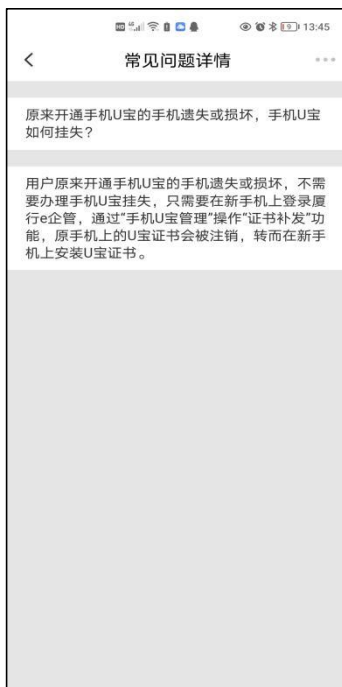 HD 9 13:45
常见问题详情
原来开通手机U宝的手机遗失或损坏，手机U宝
如何挂失？
用户原来开通手机U宝的手机遗失或损坏，不需
要办理手机U宝挂失，只需要在新手机上登录厦
行e企管，通过“手机U宝管理”操作“证书补发”功
能，原手机上的U宝证书会被注销，转而在新手
机上安装U宝证书。